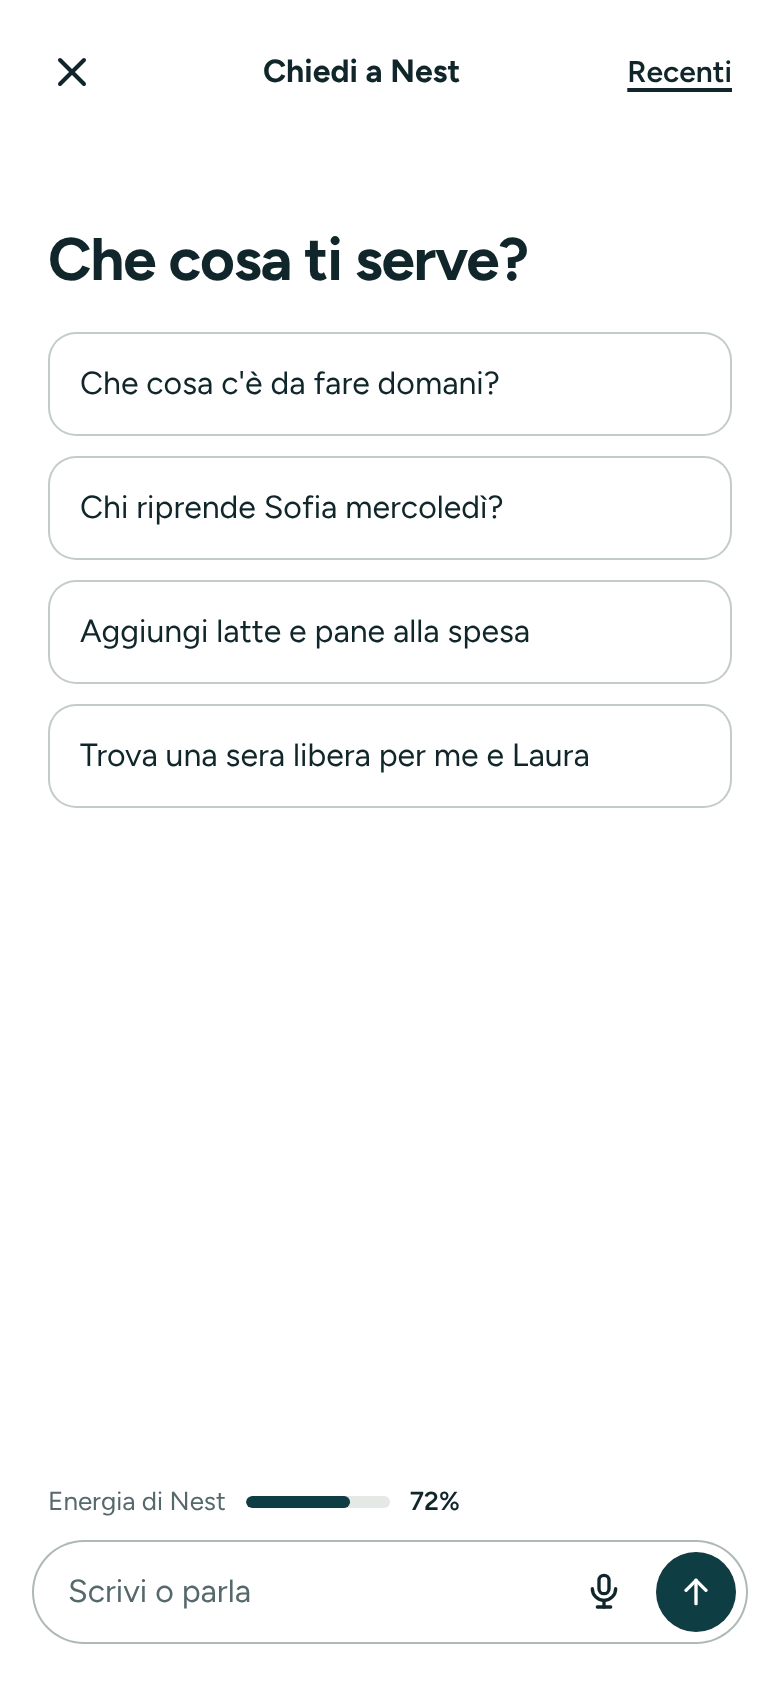 Chiedi a Nest
Recenti
Che cosa ti serve?
Che cosa c'è da fare domani?
Chi riprende Sofia mercoledì?
Aggiungi latte e pane alla spesa
Trova una sera libera per me e Laura
Energia di Nest 72%
Scrivi o parla